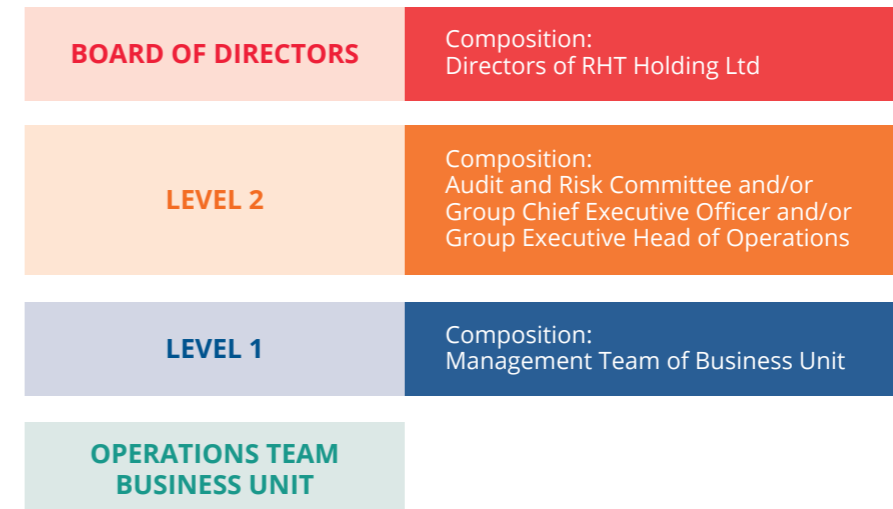 BOARD OF DIRECTORS
Composition:
Directors of RHT Holding Ltd
LEVEL 2
Composition:
Audit and Risk Committee and/or
Group Chief Executive Officer and/or
Group Executive Head of Operations
LEVEL 1
Composition:
Management Team of Business Unit
OPERATIONS TEAM
BUSINESS UNIT